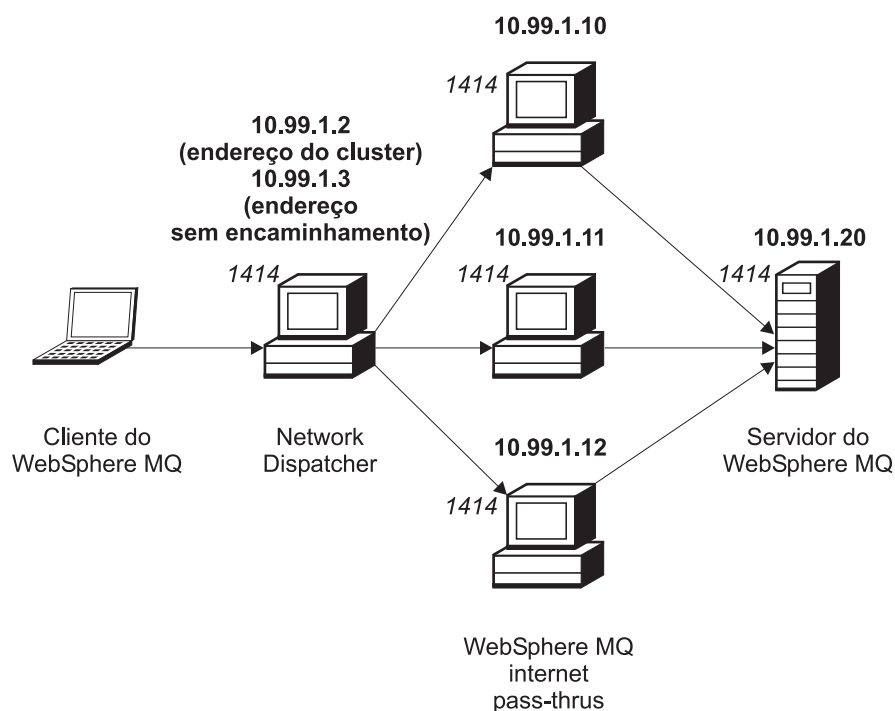 10.99.1.10
1414
10.99.1.2
(endereço do cluster)
10.99.1.3
(endereço
sem encaminhamento)
1414
10.99.1.11
1414
10.99.1.20
1414
Cliente do
WebSphere MQ
Network
Dispatcher
10.99.1.12
1414
Servidor do
WebSphere MQ
WebSphere MQ
internet
pass-thrus